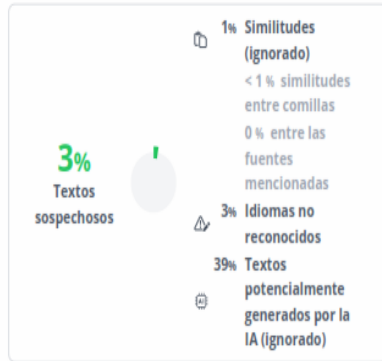 3%
Textos
sospechosos
1% Similitudes
(ignorado)
< 1 % similitudes
entre comillas
0 % entre las
fuentes
mencionadas
3% Idiomas no
reconocidos
39% Textos
potencialmente
generados por la
IA (ignorado)